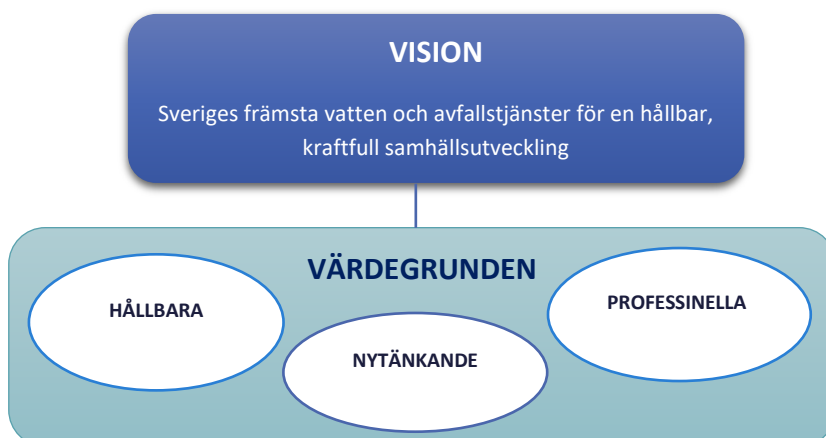 VISION
Sveriges främsta vatten och avfallstjänster för en hållbar,
kraftfull samhällsutveckling
VÄRDEGRUNDEN
HÅLLBARA
NYTÄNKANDE
PROFESSINELLA